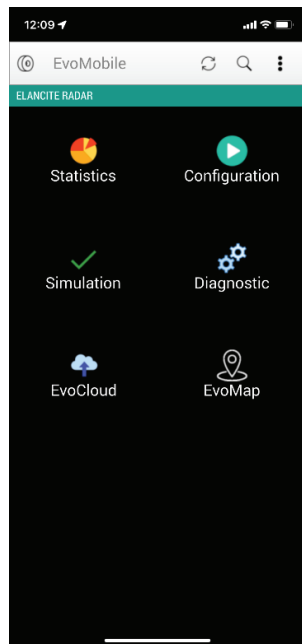 12:09
EvoMobile
ELANCITE RADAR
Statistics
Configuration
Simulation
Diagnostic
EvoCloud
EvoMap